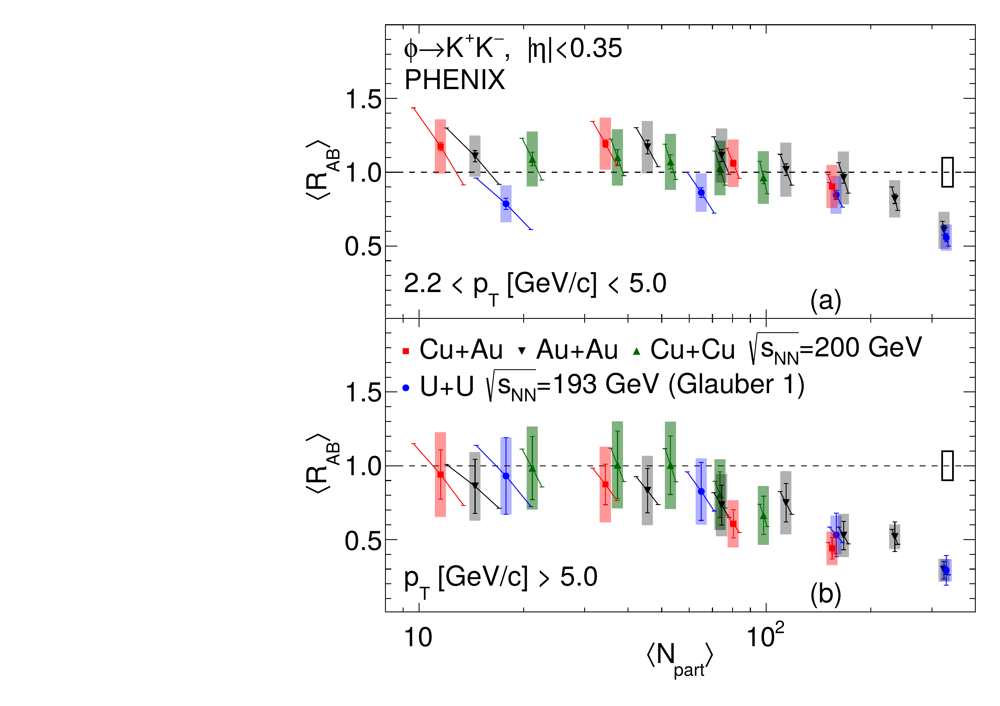 ϕ→K⁺K⁻, |η|<0.35
PHENIX
1.5
1.0
0.5
⟨R_AB⟩
2.2 < p_T [GeV/c] < 5.0
(a)
Cu+Au Au+Au Cu+Cu √s_NN=200 GeV
U+U √s_NN=193 GeV (Glauber 1)
1.5
1.0
0.5
⟨R_AB⟩
p_T [GeV/c] > 5.0
(b)
10 10²
⟨N_part⟩